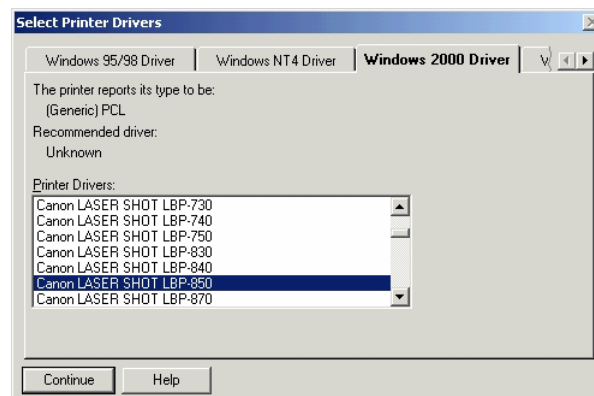 Select Printer Drivers
Windows 95/98 Driver
Windows NT4 Driver
Windows 2000 Driver
The printer reports its type to be:
(Generic) PCL
Recommended driver:
Unknown
Printer Drivers:
Canon LASER SHOT LBP-730
Canon LASER SHOT LBP-740
Canon LASER SHOT LBP-750
Canon LASER SHOT LBP-830
Canon LASER SHOT LBP-840
Canon LASER SHOT LBP-850
Canon LASER SHOT LBP-870
Continue
Help